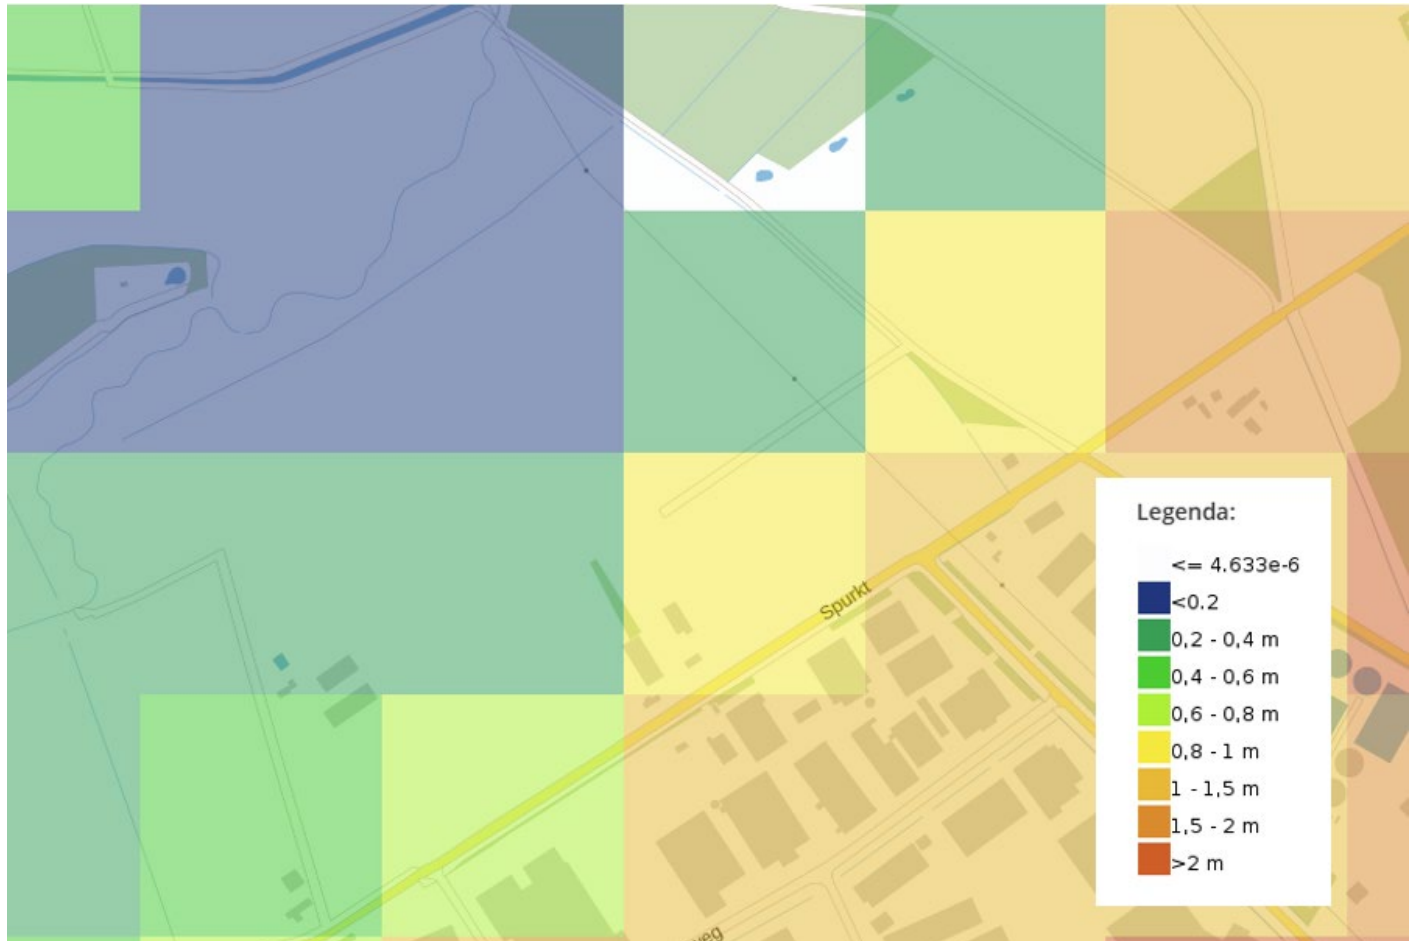 Spurkt
Legenda:
<= 4.633e-6
<0.2
0,2 - 0,4 m
0,4 - 0,6 m
0,6 - 0,8 m
0,8 - 1 m
1 - 1,5 m
1,5 - 2 m
>2 m